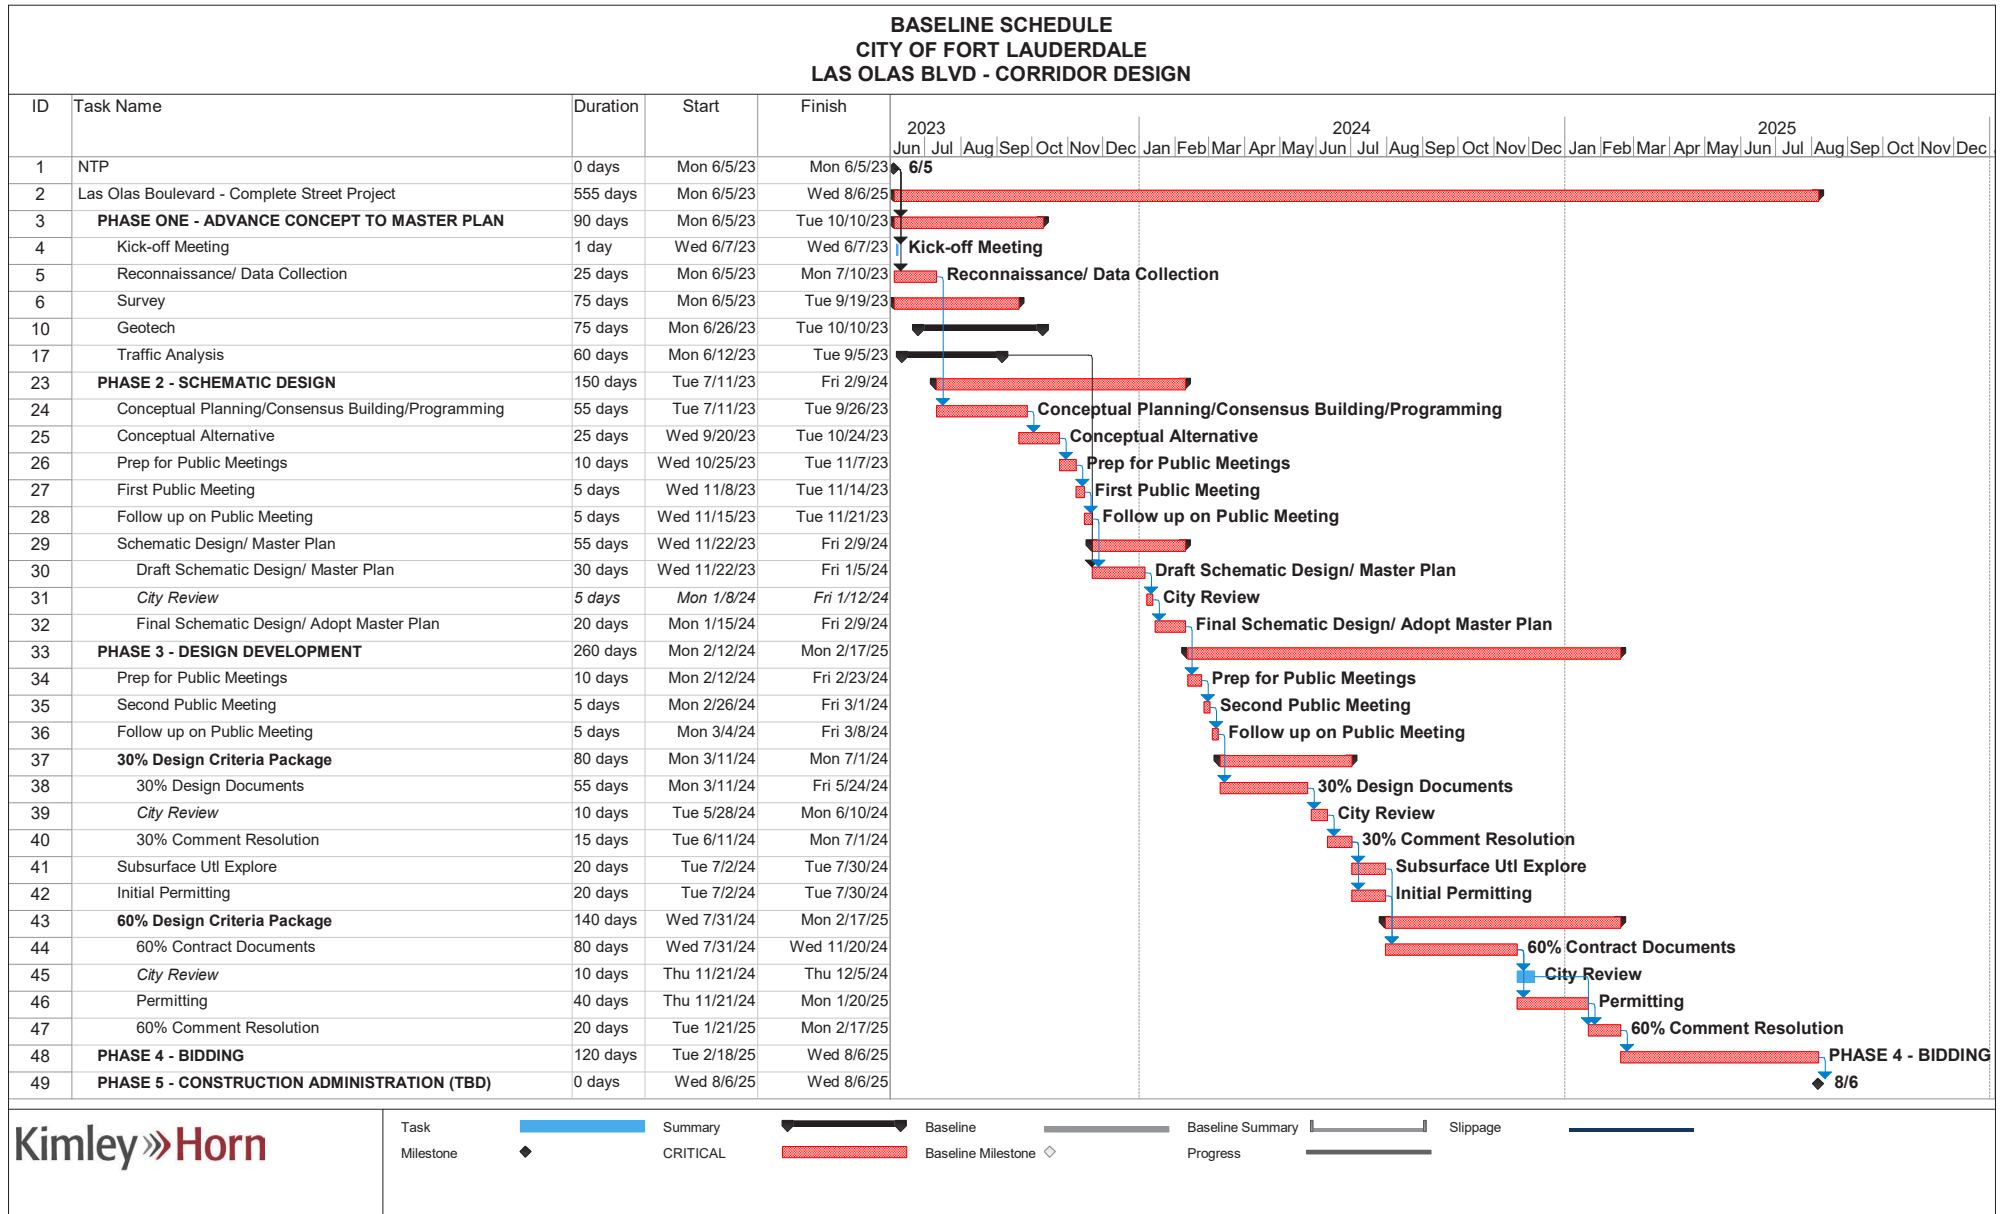 BASELINE SCHEDULE
CITY OF FORT LAUDERDALE
LAS OLAS BLVD - CORRIDOR DESIGN
ID Task Name Duration Start Finish
2023 2024 2025
Jun Jul Aug Sep Oct Nov Dec Jan Feb Mar Apr May Jun Jul Aug Sep Oct Nov Dec Jan Feb Mar Apr May Jun Jul Aug Sep Oct Nov Dec
1 NTP 0 days Mon 6/5/23 Mon 6/5/23 6/5
2 Las Olas Boulevard - Complete Street Project 555 days Mon 6/5/23 Wed 8/6/25
3 PHASE ONE - ADVANCE CONCEPT TO MASTER PLAN 90 days Mon 6/5/23 Tue 10/10/23
4 Kick-off Meeting 1 day Wed 6/7/23 Wed 6/7/23 Kick-off Meeting
5 Reconnaissance/ Data Collection 25 days Mon 6/5/23 Mon 7/10/23 Reconnaissance/ Data Collection
6 Survey 75 days Mon 6/5/23 Tue 9/19/23
10 Geotech 75 days Mon 6/26/23 Tue 10/10/23
17 Traffic Analysis 60 days Mon 6/12/23 Tue 9/5/23
23 PHASE 2 - SCHEMATIC DESIGN 150 days Tue 7/11/23 Fri 2/9/24
24 Conceptual Planning/Consensus Building/Programming 55 days Tue 7/11/23 Tue 9/26/23 Conceptual Planning/Consensus Building/Programming
25 Conceptual Alternative 25 days Wed 9/20/23 Tue 10/24/23 Conceptual Alternative
26 Prep for Public Meetings 10 days Wed 10/25/23 Tue 11/7/23 Prep for Public Meetings
27 First Public Meeting 5 days Wed 11/8/23 Tue 11/14/23 First Public Meeting
28 Follow up on Public Meeting 5 days Wed 11/15/23 Tue 11/21/23 Follow up on Public Meeting
29 Schematic Design/ Master Plan 55 days Wed 11/22/23 Fri 2/9/24
30 Draft Schematic Design/ Master Plan 30 days Wed 11/22/23 Fri 1/5/24 Draft Schematic Design/ Master Plan
31 City Review 5 days Mon 1/8/24 Fri 1/12/24 City Review
32 Final Schematic Design/ Adopt Master Plan 20 days Mon 1/15/24 Fri 2/9/24 Final Schematic Design/ Adopt Master Plan
33 PHASE 3 - DESIGN DEVELOPMENT 260 days Mon 2/12/24 Mon 2/17/25
34 Prep for Public Meetings 10 days Mon 2/12/24 Fri 2/23/24 Prep for Public Meetings
35 Second Public Meeting 5 days Mon 2/26/24 Fri 3/1/24 Second Public Meeting
36 Follow up on Public Meeting 5 days Mon 3/4/24 Fri 3/8/24 Follow up on Public Meeting
37 30% Design Criteria Package 80 days Mon 3/11/24 Mon 7/1/24
38 30% Design Documents 55 days Mon 3/11/24 Fri 5/24/24 30% Design Documents
39 City Review 10 days Tue 5/28/24 Mon 6/10/24 City Review
40 30% Comment Resolution 15 days Tue 6/11/24 Mon 7/1/24 30% Comment Resolution
41 Subsurface Utl Explore 20 days Tue 7/2/24 Tue 7/30/24 Subsurface Utl Explore
42 Initial Permitting 20 days Tue 7/2/24 Tue 7/30/24 Initial Permitting
43 60% Design Criteria Package 140 days Wed 7/31/24 Mon 2/17/25
44 60% Contract Documents 80 days Wed 7/31/24 Wed 11/20/24 60% Contract Documents
45 City Review 10 days Thu 11/21/24 Thu 12/5/24 City Review
46 Permitting 40 days Thu 11/21/24 Mon 1/20/25 Permitting
47 60% Comment Resolution 20 days Tue 1/21/25 Mon 2/17/25 60% Comment Resolution
48 PHASE 4 - BIDDING 120 days Tue 2/18/25 Wed 8/6/25 PHASE 4 - BIDDING
49 PHASE 5 - CONSTRUCTION ADMINISTRATION (TBD) 0 days Wed 8/6/25 Wed 8/6/25 8/6
Kimley»Horn
Task Summary Baseline Baseline Summary Slippage
Milestone CRITICAL Baseline Milestone Progress